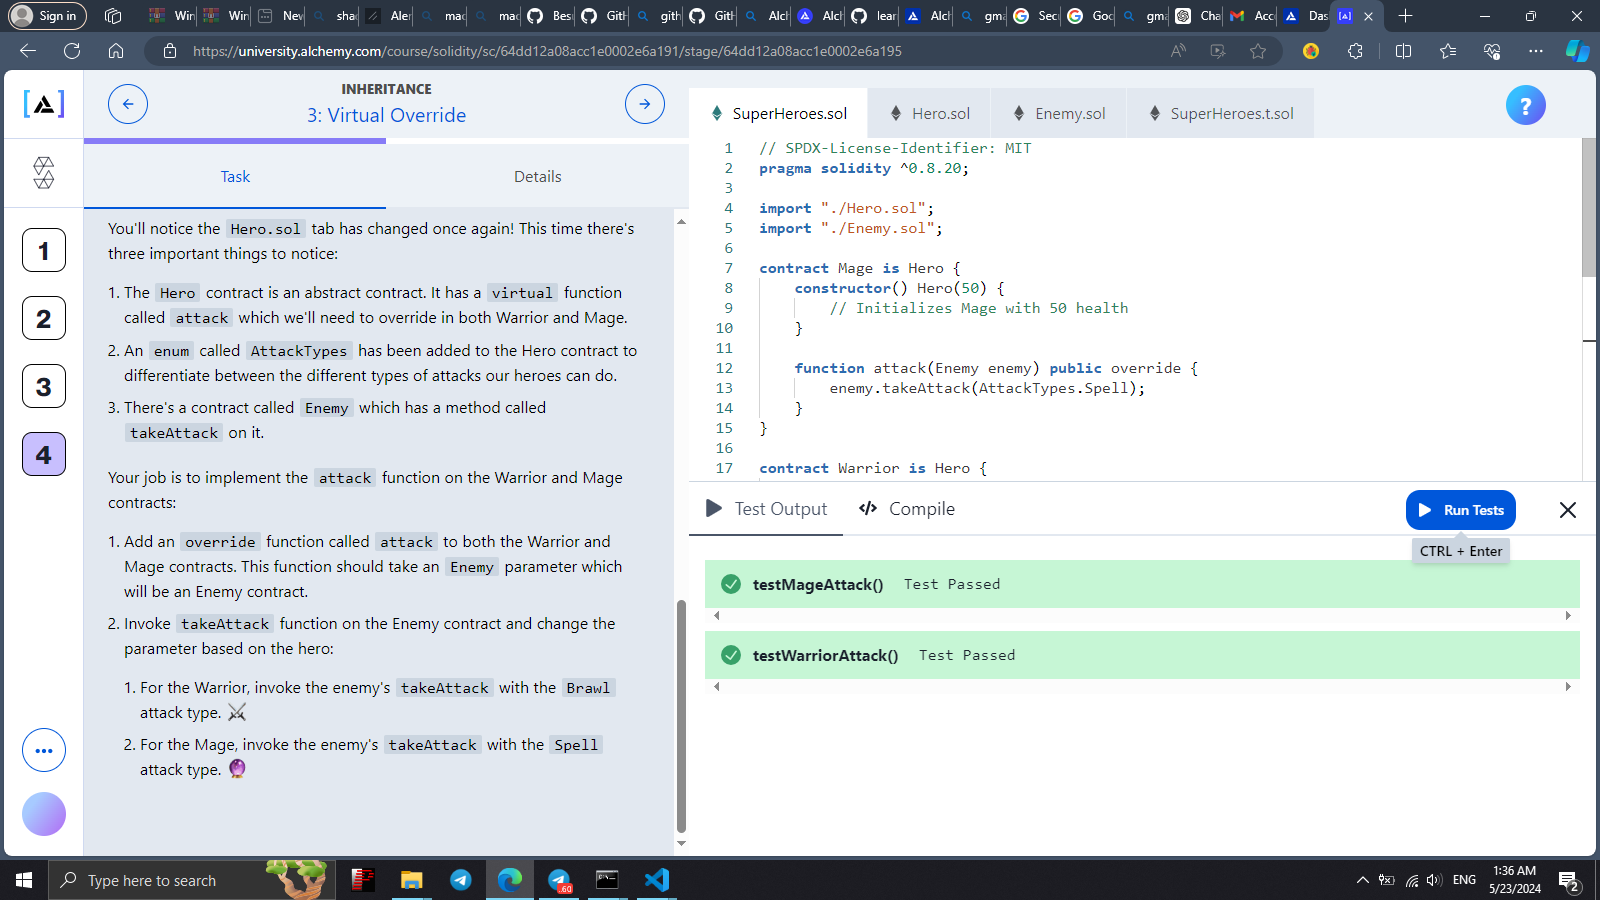 Sign in
Win
Win
New
sha
Aler
mac
mac
Besu
GitH
gith
GitH
Alch
Alch
lear
Alch
gma
Secu
Goo
gma
Cha
Acc
Das
https://university.alchemy.com/course/solidity/sc/64dd12a08acc1e0002e6a191/stage/64dd12a08acc1e0002e6a195
INHERITANCE
3: Virtual Override
Task
Details
1
2
3
4
You'll notice the Hero.sol tab has changed once again! This time there's
three important things to notice:
1. The Hero contract is an abstract contract. It has a virtual function
called attack which we'll need to override in both Warrior and Mage.
2. An enum called AttackTypes has been added to the Hero contract to
differentiate between the different types of attacks our heroes can do.
3. There's a contract called Enemy which has a method called
takeAttack on it.
Your job is to implement the attack function on the Warrior and Mage
contracts:
1. Add an override function called attack to both the Warrior and
Mage contracts. This function should take an Enemy parameter which
will be an Enemy contract.
2. Invoke takeAttack function on the Enemy contract and change the
parameter based on the hero:
1. For the Warrior, invoke the enemy's takeAttack with the Brawl
attack type. ⚔️
2. For the Mage, invoke the enemy's takeAttack with the Spell
attack type. 🔮
SuperHeroes.sol
Hero.sol
Enemy.sol
SuperHeroes.t.sol
?
1 // SPDX-License-Identifier: MIT
2 pragma solidity ^0.8.20;
3
4 import "./Hero.sol";
5 import "./Enemy.sol";
6
7 contract Mage is Hero {
8 constructor() Hero(50) {
9 // Initializes Mage with 50 health
10 }
11
12 function attack(Enemy enemy) public override {
13 enemy.takeAttack(AttackTypes.Spell);
14 }
15 }
16
17 contract Warrior is Hero {
Test Output
Compile
Run Tests
CTRL + Enter
testMageAttack() Test Passed
testWarriorAttack() Test Passed
Type here to search
.60
ENG
1:36 AM
5/23/2024
2